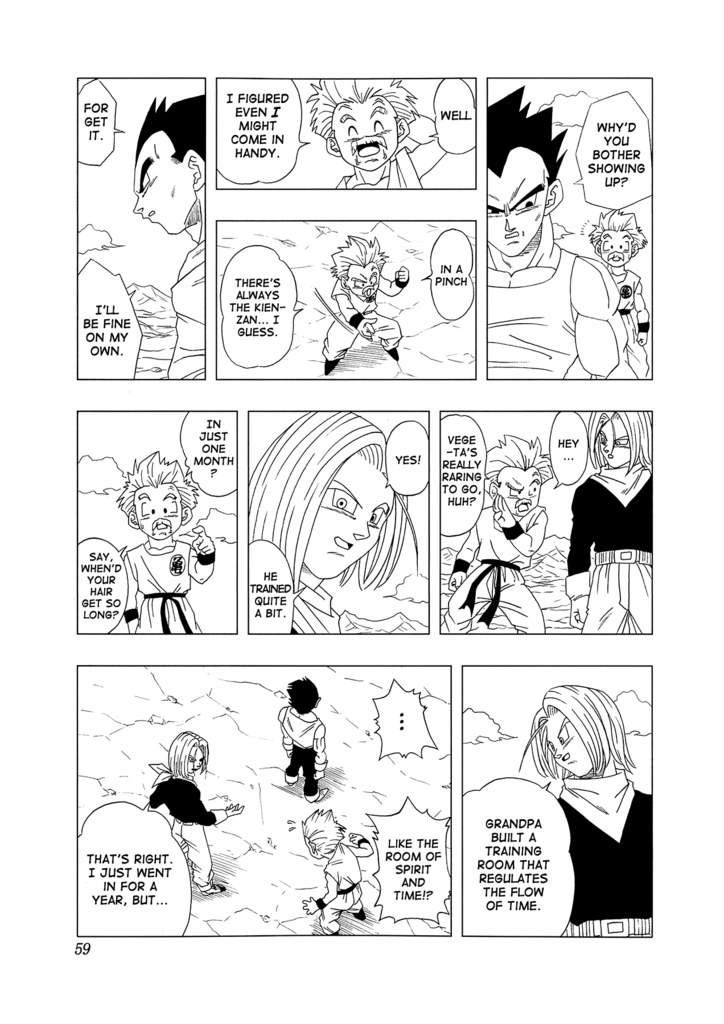 WHY'D
YOU
BOTHER
SHOWING
UP?
WELL
I FIGURED
EVEN I
MIGHT
COME IN
HANDY.
IN A
PINCH
THERE'S
ALWAYS
THE KIEN-
ZAN... I
GUESS.
FOR
GET
IT.
I'LL
BE FINE
ON MY
OWN.
HEY
...
VEGE
-TA'S
REALLY
RARING
TO GO,
HUH?
YES!
HE
TRAINED
QUITE
A BIT.
IN
JUST
ONE
MONTH
?
SAY,
WHEN'D
YOUR
HAIR
GET SO
LONG?
GRANDPA
BUILT A
TRAINING
ROOM THAT
REGULATES
THE FLOW
OF TIME.
...
LIKE THE
ROOM OF
SPIRIT
AND
TIME!?
THAT'S RIGHT.
I JUST WENT
IN FOR A
YEAR, BUT...
59